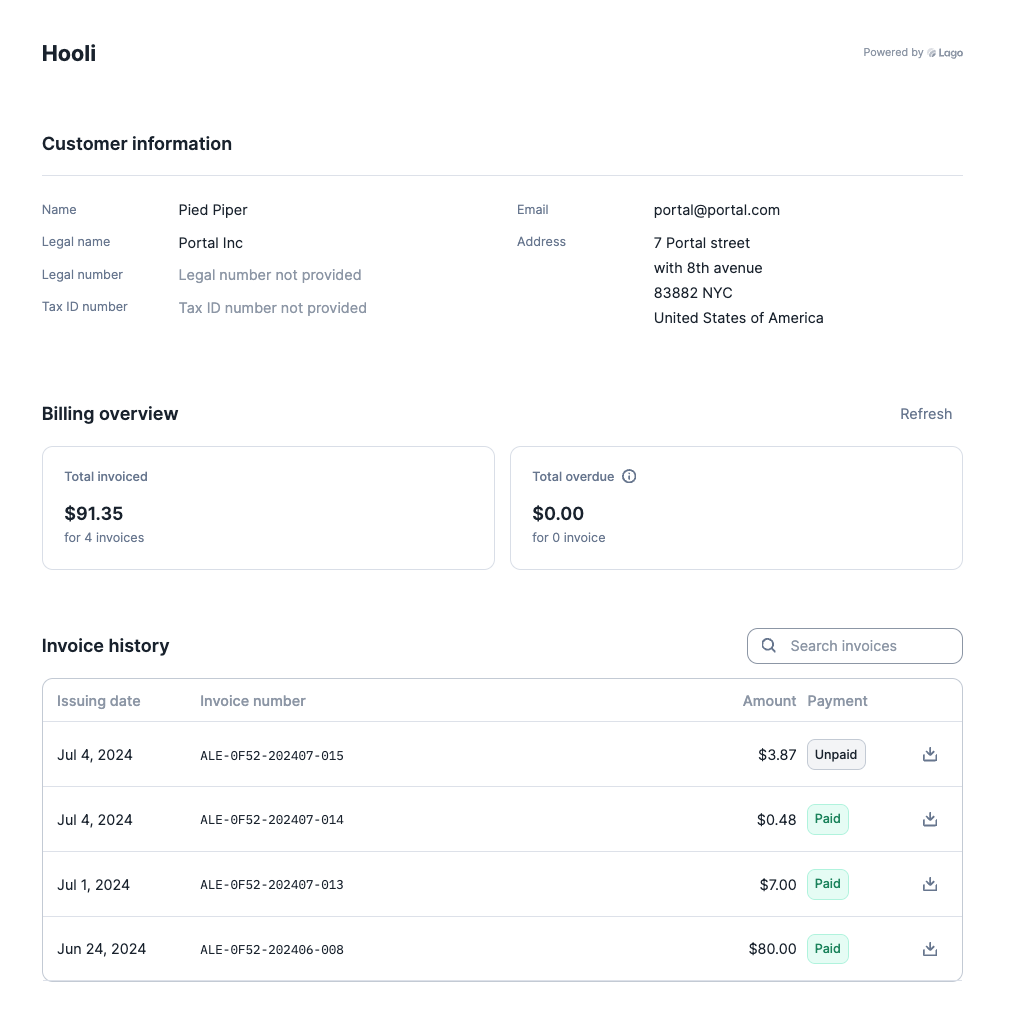 Hooli
Powered by Lago
Customer information
Name Pied Piper
Legal name Portal Inc
Legal number Legal number not provided
Tax ID number Tax ID number not provided
Email portal@portal.com
Address 7 Portal street
with 8th avenue
83882 NYC
United States of America
Billing overview
Refresh
Total invoiced
$91.35
for 4 invoices
Total overdue
$0.00
for 0 invoice
Invoice history
Search invoices
Issuing date Invoice number Amount Payment
Jul 4, 2024 ALE-0F52-202407-015 $3.87 Unpaid
Jul 4, 2024 ALE-0F52-202407-014 $0.48 Paid
Jul 1, 2024 ALE-0F52-202407-013 $7.00 Paid
Jun 24, 2024 ALE-0F52-202406-008 $80.00 Paid